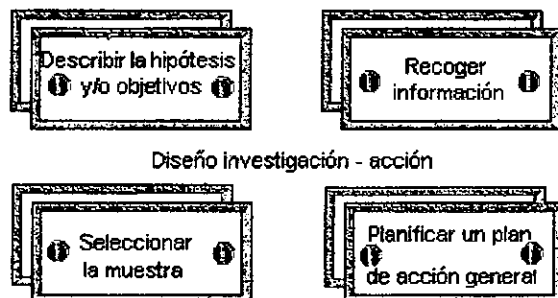 Describir la hipótesis
y/o objetivos
Recoger
información
Diseño investigación - acción
Seleccionar
la muestra
Planificar un plan
de acción general